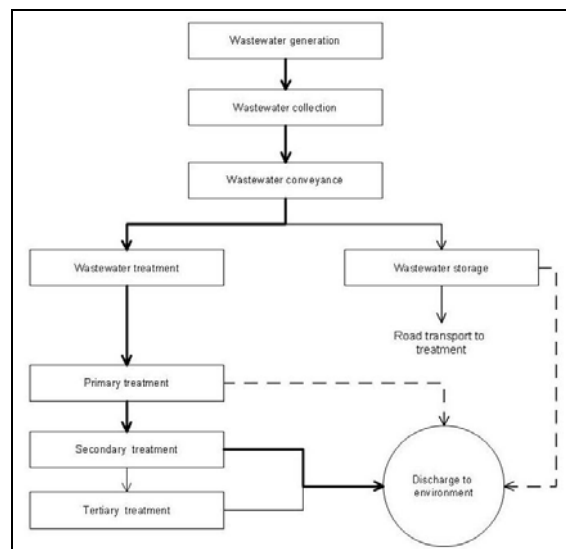 Wastewater generation
Wastewater collection
Wastewater conveyance
Wastewater treatment
Wastewater storage
Road transport to
treatment
Primary treatment
Secondary treatment
Discharge to
environment
Tertiary treatment